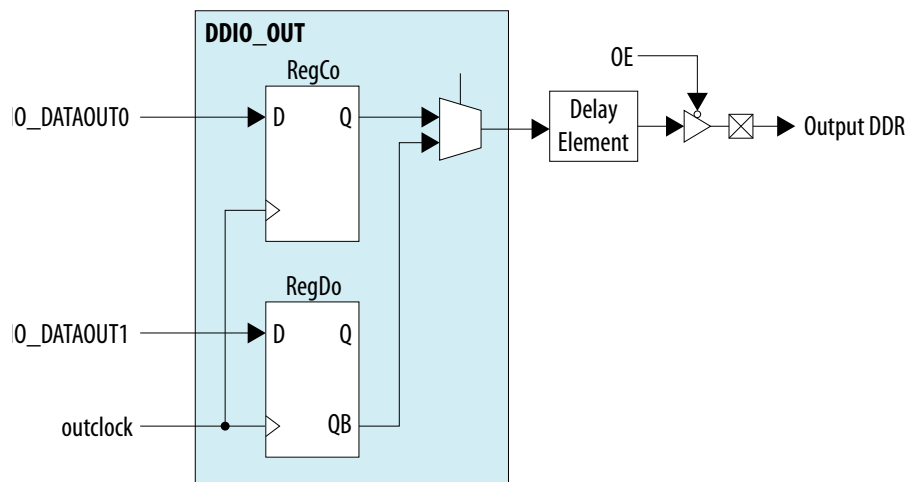 DDIO_OUT
RegCo
OE
IO_DATAOUT0
D
Q
Delay
Element
Output DDR
RegDo
IO_DATAOUT1
D
Q
QB
outclock